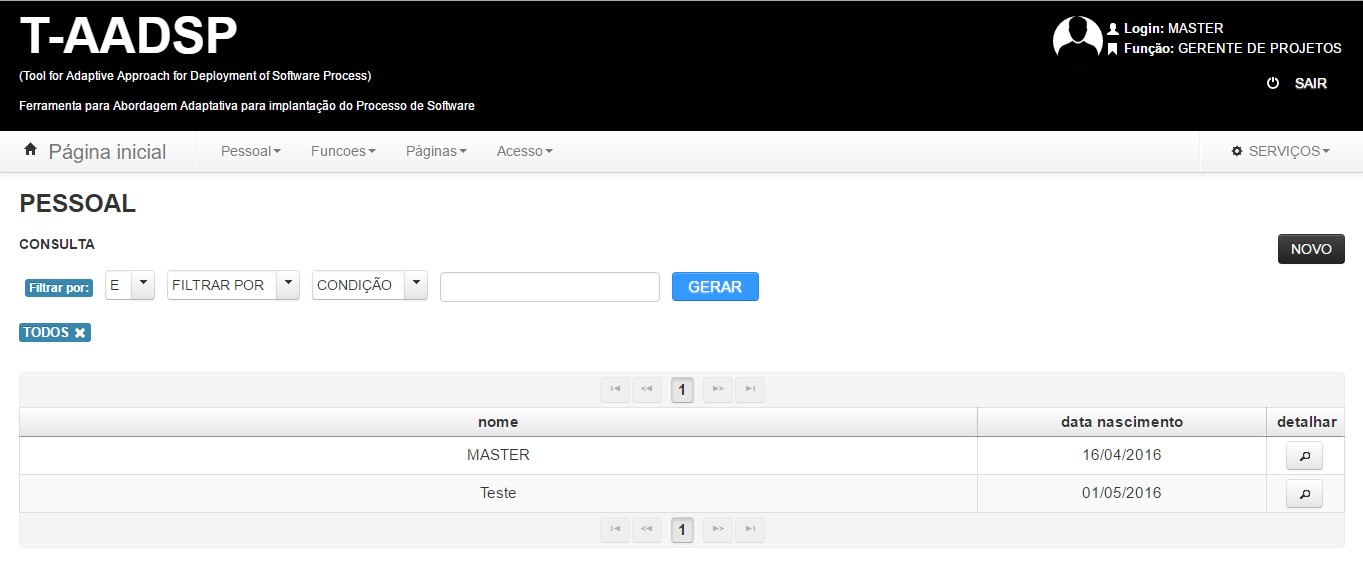 T-AADSP
(Tool for Adaptive Approach for Deployment of Software Process)
Ferramenta para Abordagem Adaptativa para implantação do Processo de Software
Login: MASTER
Função: GERENTE DE PROJETOS
SAIR
Página inicial Pessoal Funcoes Páginas Acesso SERVIÇOS
PESSOAL
CONSULTA
NOVO
Filtrar por: E FILTRAR POR CONDIÇÃO GERAR
TODOS
1
nome data nascimento detalhar
MASTER 16/04/2016
Teste 01/05/2016
1